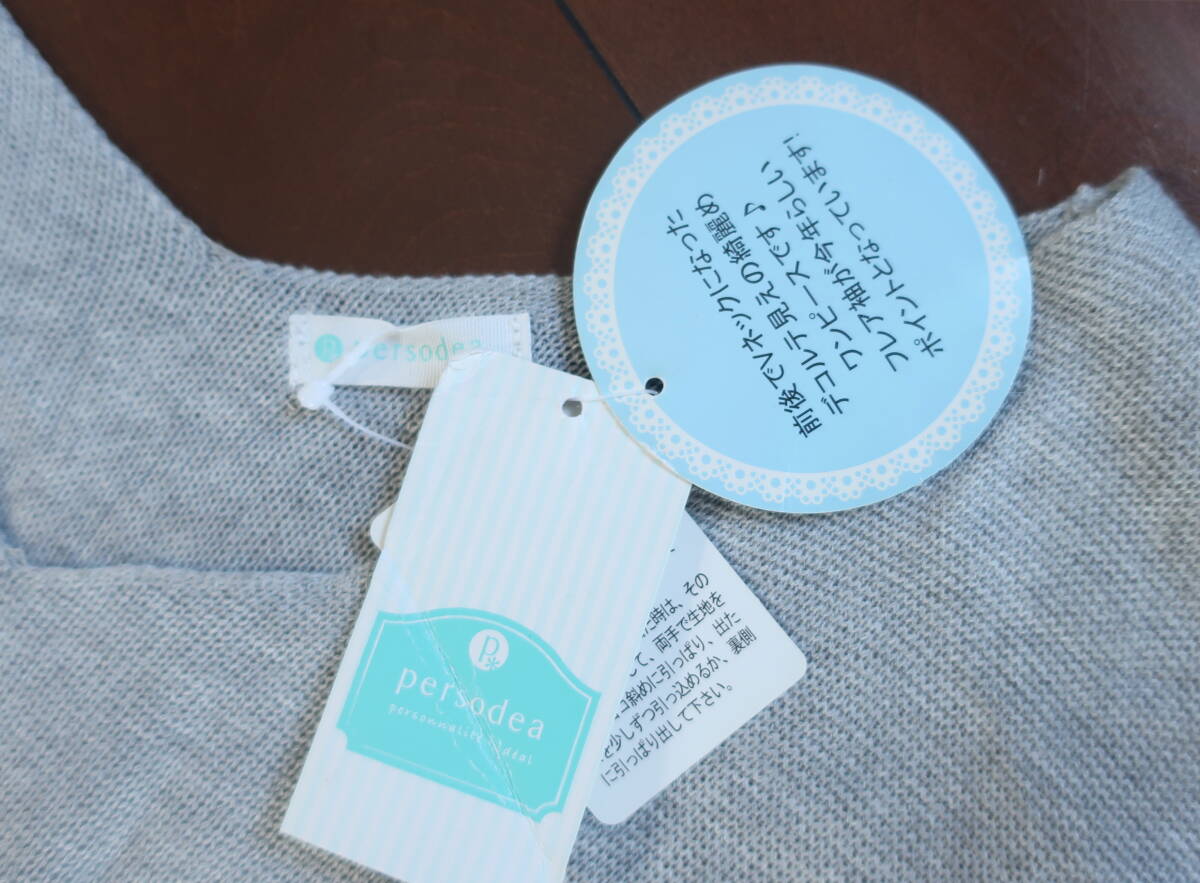 persodea
前後でVネックになった
デコルテ見えの綺麗め
ワンピースです♪
フレア袖が今年らしい
ポイントとなっています!
p
persodea
personnalité idéal
た時は、その
して、両手で生地を
コ斜めに引っぱり、出た
を少しずつ引っ込めるか、裏側
に引っぱり出して下さい。